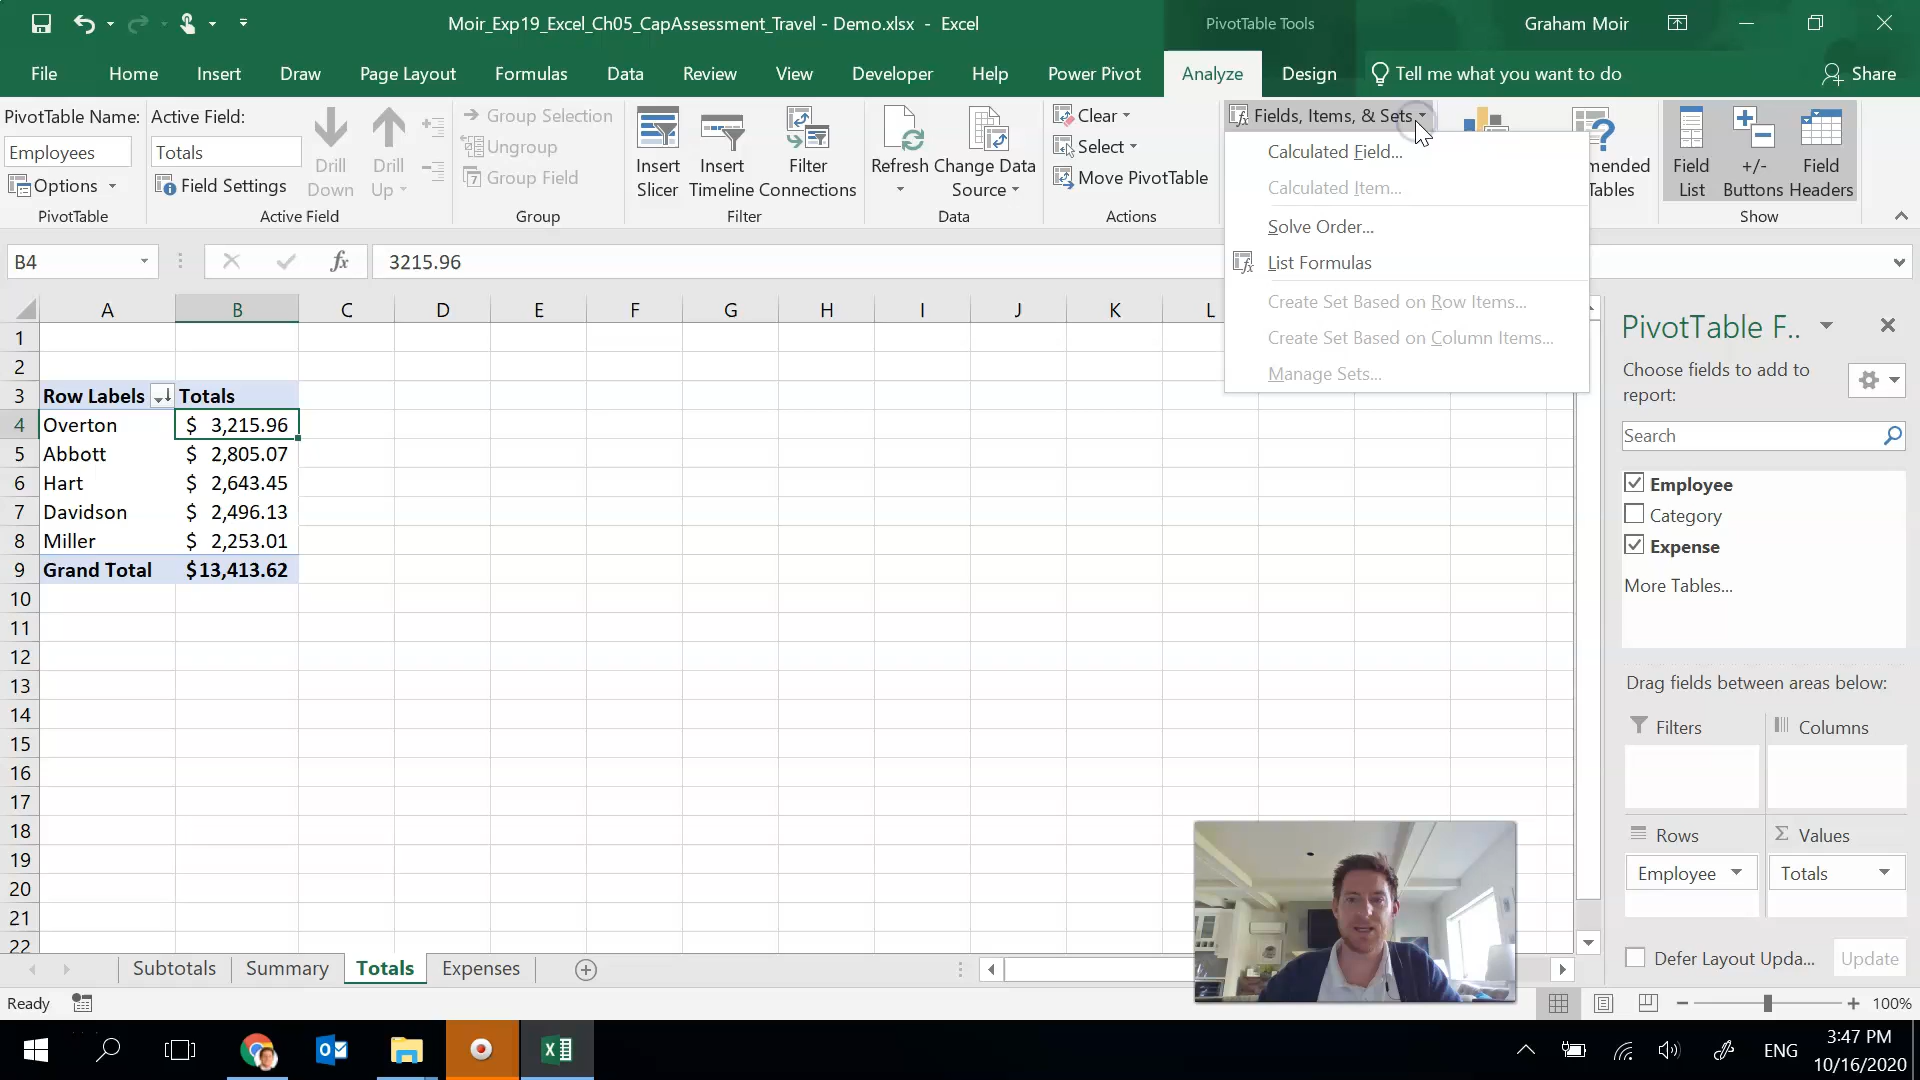 Moir_Exp19_Excel_Ch05_CapAssessment_Travel - Demo.xlsx - Excel
PivotTable Tools
Graham Moir
File Home Insert Draw Page Layout Formulas Data Review View Developer Help Power Pivot Analyze Design Tell me what you want to do Share
PivotTable Name:
Employees
Options
PivotTable
Active Field:
Totals
Field Settings
Drill Down
Drill Up
Active Field
Group Selection
Ungroup
Group Field
Group
Insert Slicer
Insert Timeline
Filter Connections
Filter
Refresh
Change Data Source
Data
Clear
Select
Move PivotTable
Actions
Fields, Items, & Sets
Calculated Field...
Calculated Item...
Solve Order...
List Formulas
Create Set Based on Row Items...
Create Set Based on Column Items...
Manage Sets...
Field List
+/- Buttons
Field Headers
Show
B4
fx
3215.96
A B C D E F G H I J K L
1
2
3 Row Labels Totals
4 Overton $ 3,215.96
5 Abbott $ 2,805.07
6 Hart $ 2,643.45
7 Davidson $ 2,496.13
8 Miller $ 2,253.01
9 Grand Total $13,413.62
10
11
12
13
14
15
16
17
18
19
20
21
22
PivotTable F..
Choose fields to add to
report:
Search
Employee
Category
Expense
More Tables...
Drag fields between areas below:
Filters
Columns
Rows
Σ Values
Employee
Totals
Defer Layout Upda...
Update
Subtotals Summary Totals Expenses
Ready
100%
3:47 PM
ENG
10/16/2020